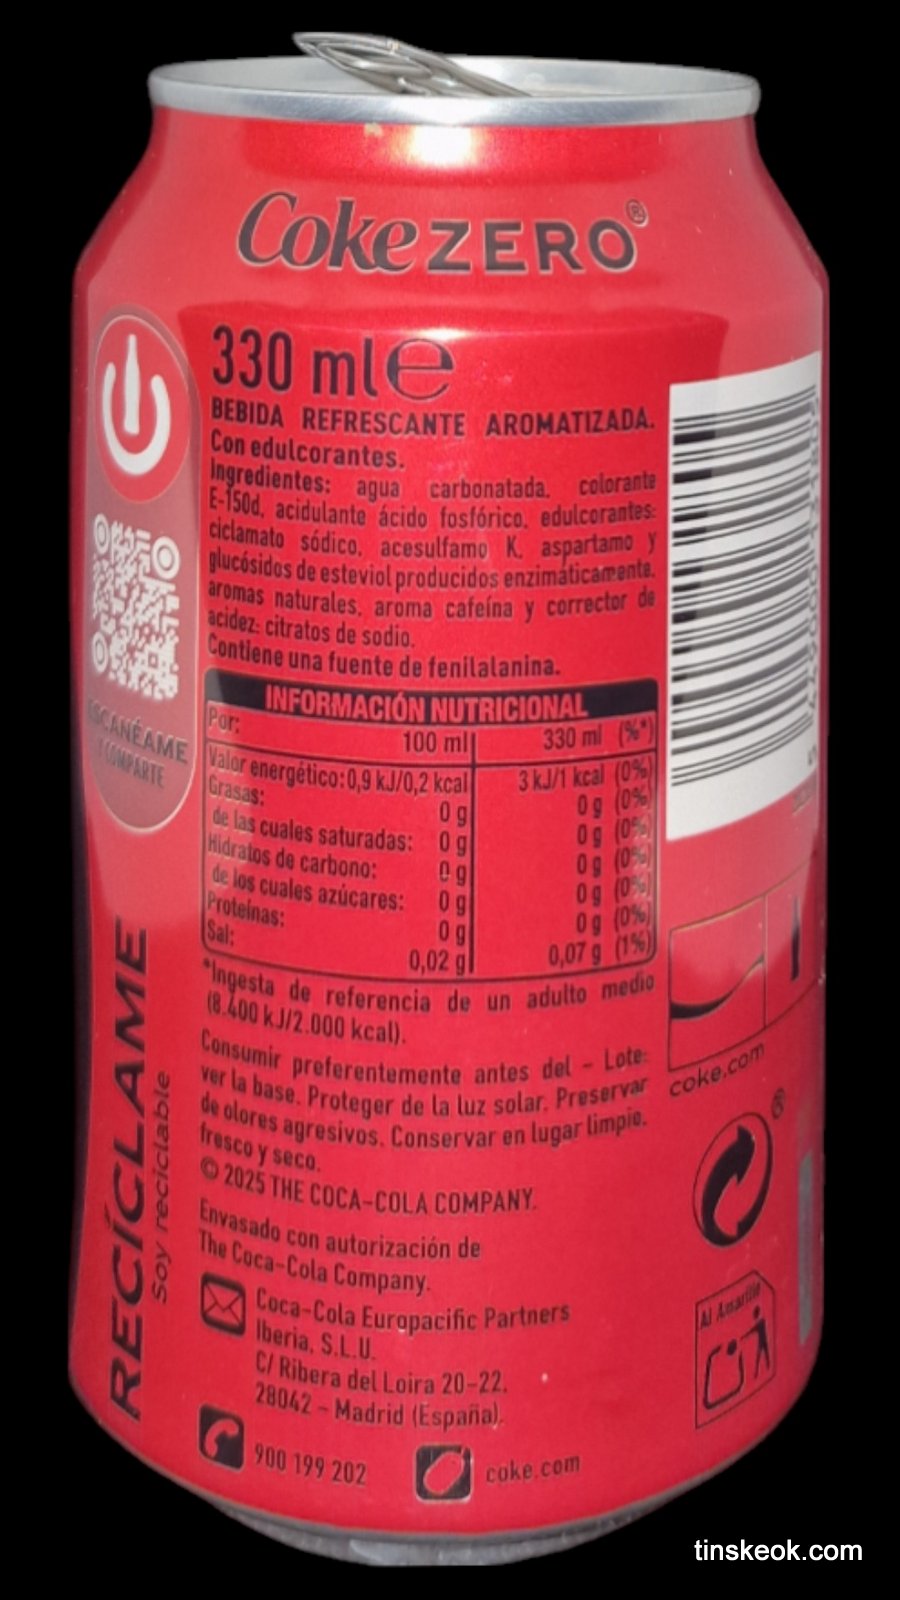 Coke ZERO®
330 ml e
BEBIDA REFRESCANTE AROMATIZADA.
Con edulcorantes.
Ingredientes: agua carbonatada, colorante
E-150d, acidulante ácido fosfórico, edulcorantes:
ciclamato sódico, acesulfamo K, aspartamo y
glucósidos de esteviol producidos enzimáticamente,
aromas naturales, aroma cafeína y corrector de
acidez: citratos de sodio.
Contiene una fuente de fenilalanina.
INFORMACIÓN NUTRICIONAL
Por: 100 ml 330 ml (%*)
Valor energético: 0,9 kJ/0,2 kcal 3 kJ/1 kcal (0%)
Grasas: 0 g 0 g (0%)
de las cuales saturadas: 0 g 0 g (0%)
Hidratos de carbono: 0 g 0 g (0%)
de los cuales azúcares: 0 g 0 g (0%)
Proteínas: 0 g 0 g (0%)
Sal: 0,02 g 0,07 g (1%)
*Ingesta de referencia de un adulto medio
(8.400 kJ/2.000 kcal).
Consumir preferentemente antes del – Lote:
ver la base. Proteger de la luz solar. Preservar
de olores agresivos. Conservar en lugar limpio,
fresco y seco.
© 2025 THE COCA-COLA COMPANY.
Envasado con autorización de
The Coca-Cola Company.
Coca-Cola Europacific Partners
Iberia, S.L.U.
C/ Ribera del Loira 20-22,
28042 – Madrid (España).
900 199 202
coke.com
ESCANÉAME
Y COMPARTE
RECÍCLAME
Soy reciclable
coke.com
®
Al Amarillo
tinskeok.com